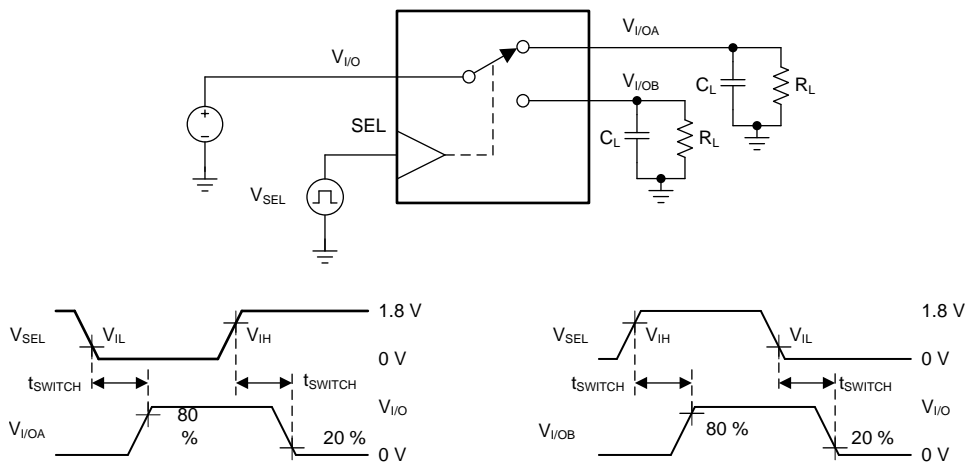 V_I/OA
V_I/O
V_I/OB
C_L
R_L
SEL
C_L
R_L
V_SEL
+
−
1.8 V
V_SEL
V_IL
V_IH
0 V
t_SWITCH
t_SWITCH
80
%
V_I/O
V_I/OA
20 %
0 V
1.8 V
V_SEL
V_IH
V_IL
0 V
t_SWITCH
t_SWITCH
V_I/O
V_I/OB
80 %
20 %
0 V